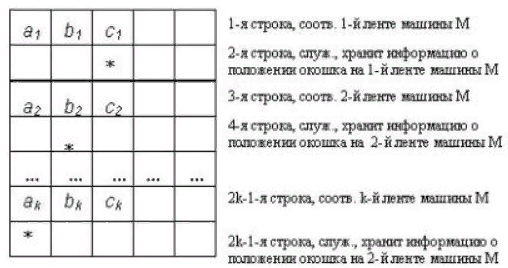 a1 b1 c1
1-я строка, соотв. 1-й ленте машины М
*
2-я строка, служ., хранит информацию о
положении окошка на 1-й ленте машины М
a2 b2 c2
3-я строка, соотв. 2-й ленте машины М
*
4-я строка, служ., хранит информацию о
положении окошка на 2-й ленте машины М
... ... ... ... ...
ak bk ck
2k-1-я строка, соотв. k-й ленте машины М
*
2k-1-я строка, служ., хранит информацию о
положении окошка на 2-й ленте машины М